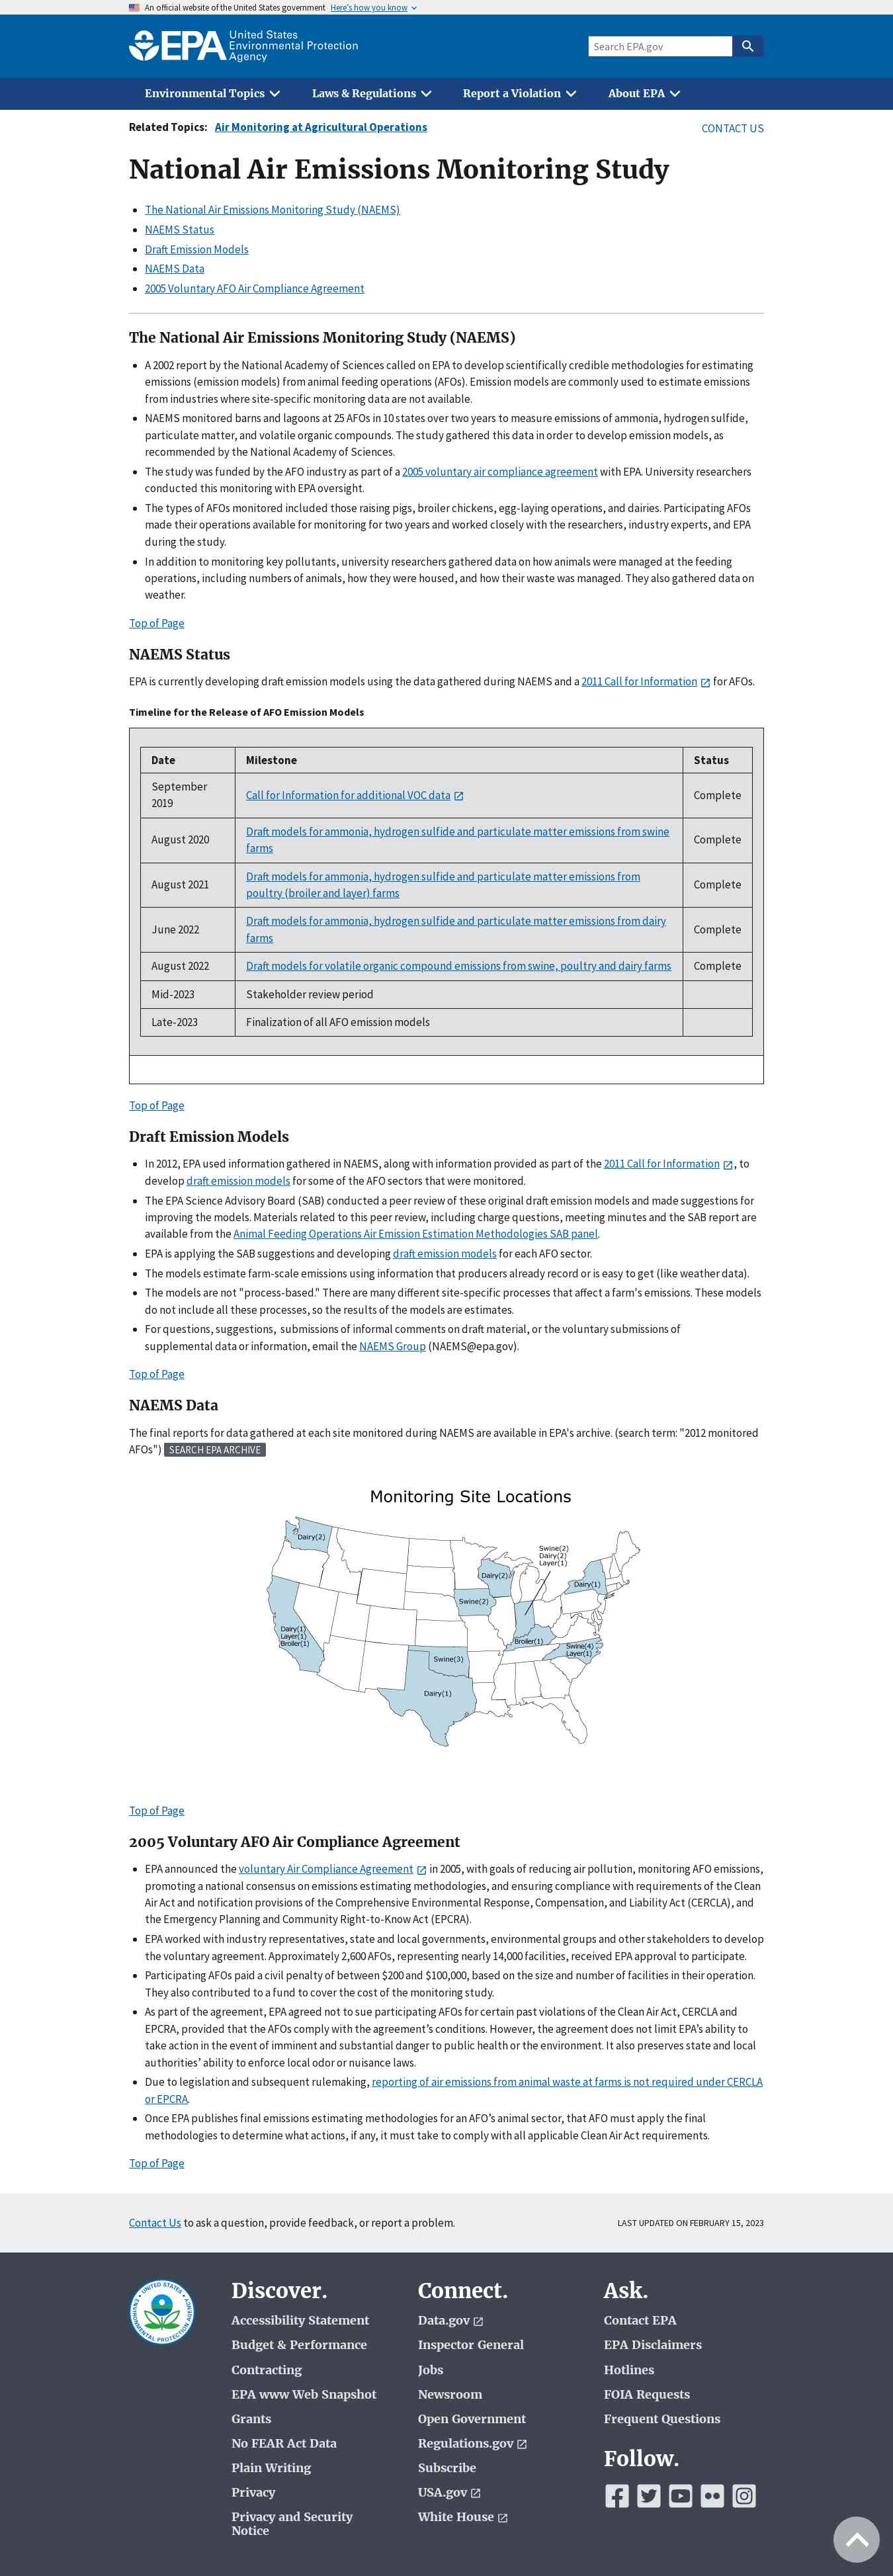 An official website of the United States government Here's how you know
EPA United States
Environmental Protection
Agency
Search EPA.gov
Environmental Topics Laws & Regulations Report a Violation About EPA
Related Topics: Air Monitoring at Agricultural Operations CONTACT US
National Air Emissions Monitoring Study
The National Air Emissions Monitoring Study (NAEMS)
NAEMS Status
Draft Emission Models
NAEMS Data
2005 Voluntary AFO Air Compliance Agreement
The National Air Emissions Monitoring Study (NAEMS)
A 2002 report by the National Academy of Sciences called on EPA to develop scientifically credible methodologies for estimating
emissions (emission models) from animal feeding operations (AFOs). Emission models are commonly used to estimate emissions
from industries where site-specific monitoring data are not available.
NAEMS monitored barns and lagoons at 25 AFOs in 10 states over two years to measure emissions of ammonia, hydrogen sulfide,
particulate matter, and volatile organic compounds. The study gathered this data in order to develop emission models, as
recommended by the National Academy of Sciences.
The study was funded by the AFO industry as part of a 2005 voluntary air compliance agreement with EPA. University researchers
conducted this monitoring with EPA oversight.
The types of AFOs monitored included those raising pigs, broiler chickens, egg-laying operations, and dairies. Participating AFOs
made their operations available for monitoring for two years and worked closely with the researchers, industry experts, and EPA
during the study.
In addition to monitoring key pollutants, university researchers gathered data on how animals were managed at the feeding
operations, including numbers of animals, how they were housed, and how their waste was managed. They also gathered data on
weather.
Top of Page
NAEMS Status
EPA is currently developing draft emission models using the data gathered during NAEMS and a 2011 Call for Information for AFOs.
Timeline for the Release of AFO Emission Models
Date Milestone Status
September
2019
Call for Information for additional VOC data Complete
August 2020 Draft models for ammonia, hydrogen sulfide and particulate matter emissions from swine
farms Complete
August 2021 Draft models for ammonia, hydrogen sulfide and particulate matter emissions from
poultry (broiler and layer) farms Complete
June 2022 Draft models for ammonia, hydrogen sulfide and particulate matter emissions from dairy
farms Complete
August 2022 Draft models for volatile organic compound emissions from swine, poultry and dairy farms Complete
Mid-2023 Stakeholder review period
Late-2023 Finalization of all AFO emission models
Top of Page
Draft Emission Models
In 2012, EPA used information gathered in NAEMS, along with information provided as part of the 2011 Call for Information , to
develop draft emission models for some of the AFO sectors that were monitored.
The EPA Science Advisory Board (SAB) conducted a peer review of these original draft emission models and made suggestions for
improving the models. Materials related to this peer review, including charge questions, meeting minutes and the SAB report are
available from the Animal Feeding Operations Air Emission Estimation Methodologies SAB panel.
EPA is applying the SAB suggestions and developing draft emission models for each AFO sector.
The models estimate farm-scale emissions using information that producers already record or is easy to get (like weather data).
The models are not "process-based." There are many different site-specific processes that affect a farm's emissions. These models
do not include all these processes, so the results of the models are estimates.
For questions, suggestions, submissions of informal comments on draft material, or the voluntary submissions of
supplemental data or information, email the NAEMS Group (NAEMS@epa.gov).
Top of Page
NAEMS Data
The final reports for data gathered at each site monitored during NAEMS are available in EPA's archive. (search term: "2012 monitored
AFOs") SEARCH EPA ARCHIVE
Monitoring Site Locations
Dairy(2)
Swine(2)
Dairy(2)
Layer(1)
Dairy(2)
Dairy(1)
Swine(2)
Dairy(1)
Layer(1)
Broiler(1)
Broiler(1)
Swine(4)
Layer(1)
Swine(3)
Dairy(1)
Top of Page
2005 Voluntary AFO Air Compliance Agreement
EPA announced the voluntary Air Compliance Agreement in 2005, with goals of reducing air pollution, monitoring AFO emissions,
promoting a national consensus on emissions estimating methodologies, and ensuring compliance with requirements of the Clean
Air Act and notification provisions of the Comprehensive Environmental Response, Compensation, and Liability Act (CERCLA), and
the Emergency Planning and Community Right-to-Know Act (EPCRA).
EPA worked with industry representatives, state and local governments, environmental groups and other stakeholders to develop
the voluntary agreement. Approximately 2,600 AFOs, representing nearly 14,000 facilities, received EPA approval to participate.
Participating AFOs paid a civil penalty of between $200 and $100,000, based on the size and number of facilities in their operation.
They also contributed to a fund to cover the cost of the monitoring study.
As part of the agreement, EPA agreed not to sue participating AFOs for certain past violations of the Clean Air Act, CERCLA and
EPCRA, provided that the AFOs comply with the agreement's conditions. However, the agreement does not limit EPA's ability to
take action in the event of imminent and substantial danger to public health or the environment. It also preserves state and local
authorities' ability to enforce local odor or nuisance laws.
Due to legislation and subsequent rulemaking, reporting of air emissions from animal waste at farms is not required under CERCLA
or EPCRA.
Once EPA publishes final emissions estimating methodologies for an AFO's animal sector, that AFO must apply the final
methodologies to determine what actions, if any, it must take to comply with all applicable Clean Air Act requirements.
Top of Page
Contact Us to ask a question, provide feedback, or report a problem. LAST UPDATED ON FEBRUARY 15, 2023
UNITED STATES
ENVIRONMENTAL PROTECTION AGENCY
Discover.
Accessibility Statement
Budget & Performance
Contracting
EPA www Web Snapshot
Grants
No FEAR Act Data
Plain Writing
Privacy
Privacy and Security
Notice
Connect.
Data.gov
Inspector General
Jobs
Newsroom
Open Government
Regulations.gov
Subscribe
USA.gov
White House
Ask.
Contact EPA
EPA Disclaimers
Hotlines
FOIA Requests
Frequent Questions
Follow.